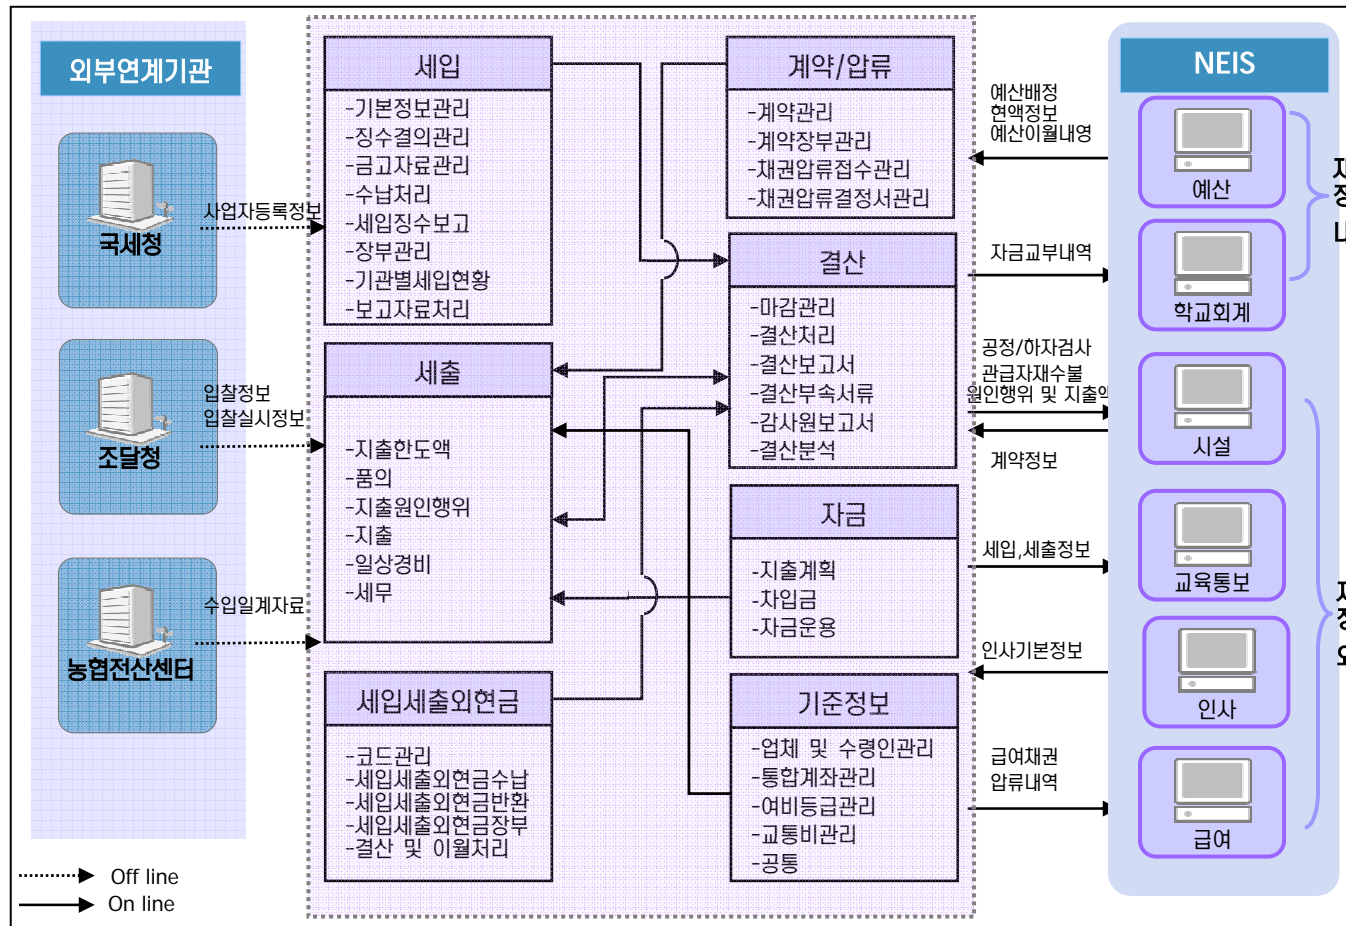 외부연계기관
국세청
조달청
농협전산센터
사업자등록정보
입찰정보
입찰실시정보
수입일계자료
Off line
On line
세입
-기본정보관리
-징수결의관리
-금고자료관리
-수납처리
-세입징수보고
-장부관리
-기관별세입현황
-보고자료처리
세출
-지출한도액
-품의
-지출원인행위
-지출
-일상경비
-세무
세입세출외현금
-코드관리
-세입세출외현금수납
-세입세출외현금반환
-세입세출외현금장부
-결산 및 이월처리
계약/압류
-계약관리
-계약장부관리
-채권압류접수관리
-채권압류결정서관리
결산
-마감관리
-결산처리
-결산보고서
-결산부속서류
-감사원보고서
-결산분석
자금
-지출계획
-차입금
-자금운용
기준정보
-업체 및 수령인관리
-통합계좌관리
-여비등급관리
-교통비관리
-공통
예산배정
현액정보
예산이월내영
자금교부내역
공정/하자검사
관급자재수불
원인행위 및 지출액
계약정보
세입,세출정보
인사기본정보
급여채권
압류내역
NEIS
예산
학교회계
시설
교육통보
인사
급여